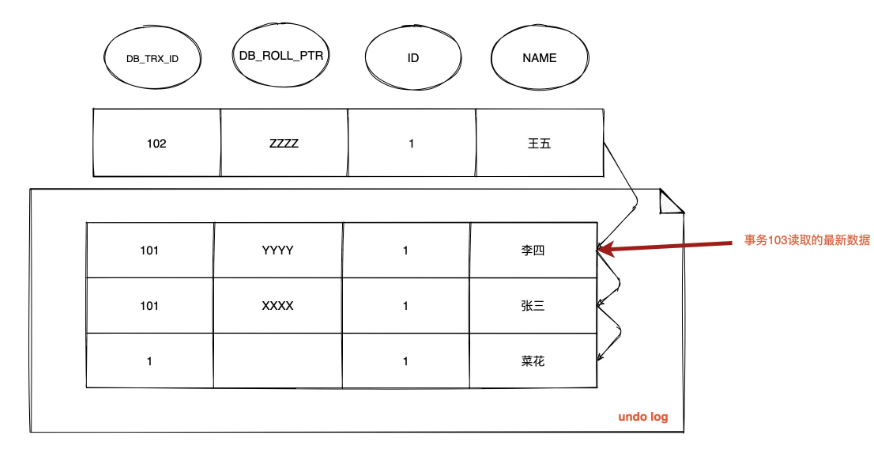 DB_TRX_ID DB_ROLL_PTR ID NAME
102 ZZZZ 1 王五
101 YYYY 1 李四
事务103读取的最新数据
101 XXXX 1 张三
1 1 菜花
undo log